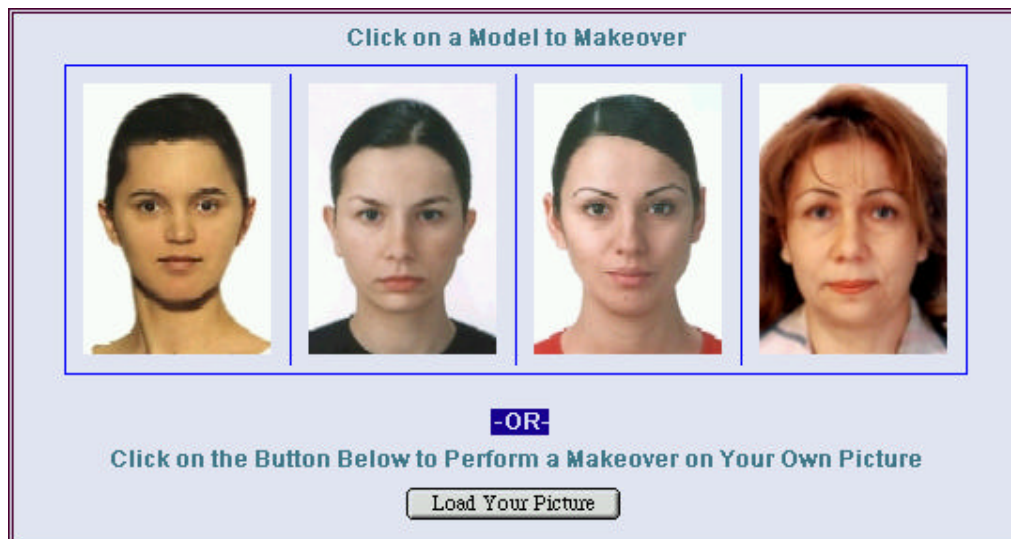 Click on a Model to Makeover
-OR-
Click on the Button Below to Perform a Makeover on Your Own Picture
Load Your Picture